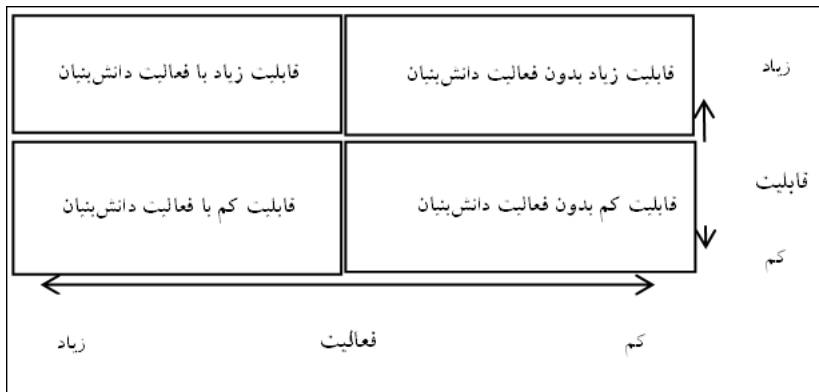 زیاد
قابلیت زیاد بدون فعالیت دانش‌بنیان
قابلیت زیاد با فعالیت دانش‌بنیان
قابلیت
قابلیت کم بدون فعالیت دانش‌بنیان
قابلیت کم با فعالیت دانش‌بنیان
کم
کم
فعالیت
زیاد